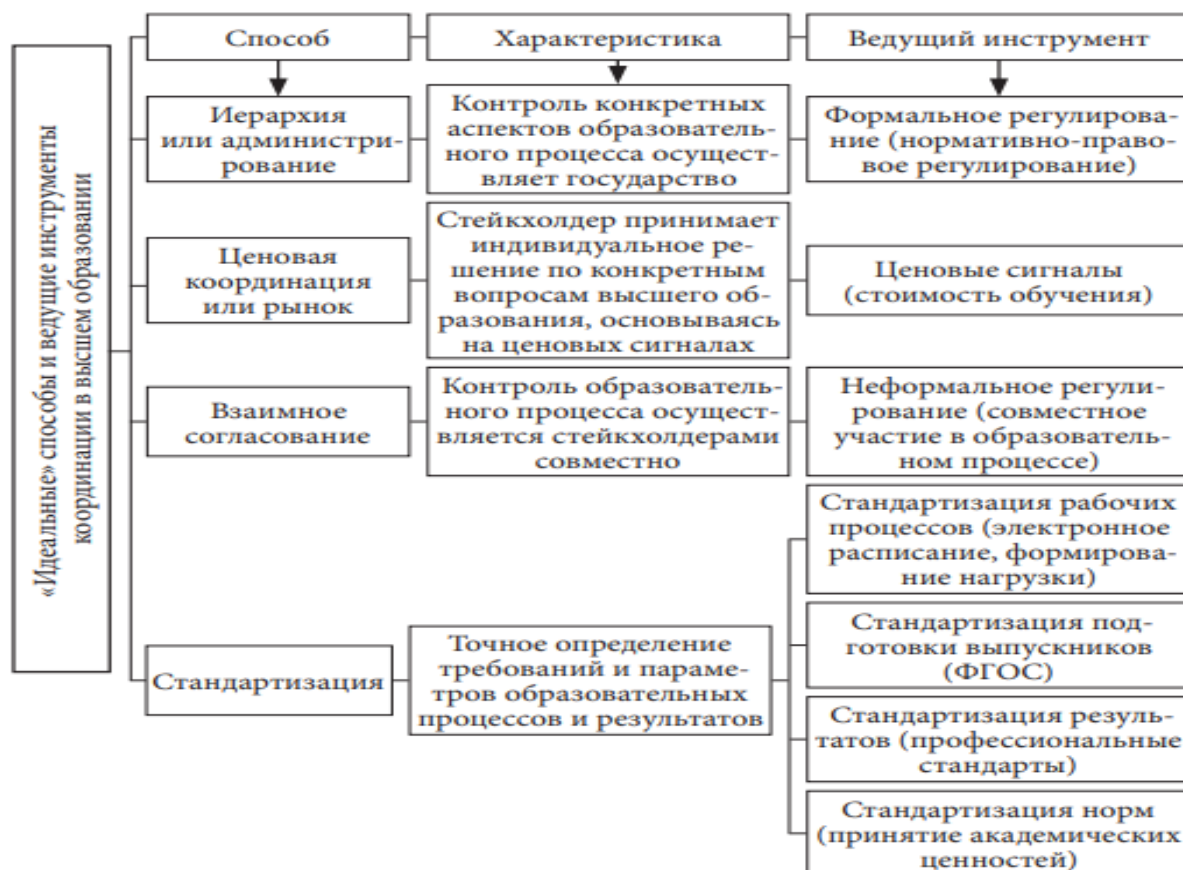 «Идеальные» способы и ведущие инструменты
координации в высшем образовании
Способ
Характеристика
Ведущий инструмент
Иерархия
или администри-
рование
Контроль конкретных
аспектов образователь-
ного процесса осущест-
вляет государство
Формальное регулирова-
ние (нормативно-право-
вое регулирование)
Ценовая
координация
или рынок
Стейкхолдер принимает
индивидуальное ре-
шение по конкретным
вопросам высшего об-
разования, основываясь
на ценовых сигналах
Ценовые сигналы
(стоимость обучения)
Взаимное
согласование
Контроль образователь-
ного процесса осущест-
вляется стейкхолдерами
совместно
Неформальное регули-
рование (совместное
участие в образователь-
ном процессе)
Стандартизация
Точное определение
требований и параме-
тров образовательных
процессов и результатов
Стандартизация рабочих
процессов (электронное
расписание, формирова-
ние нагрузки)
Стандартизация под-
готовки выпускников
(ФГОС)
Стандартизация резуль-
татов (профессиональные
стандарты)
Стандартизация норм
(принятие академических
ценностей)